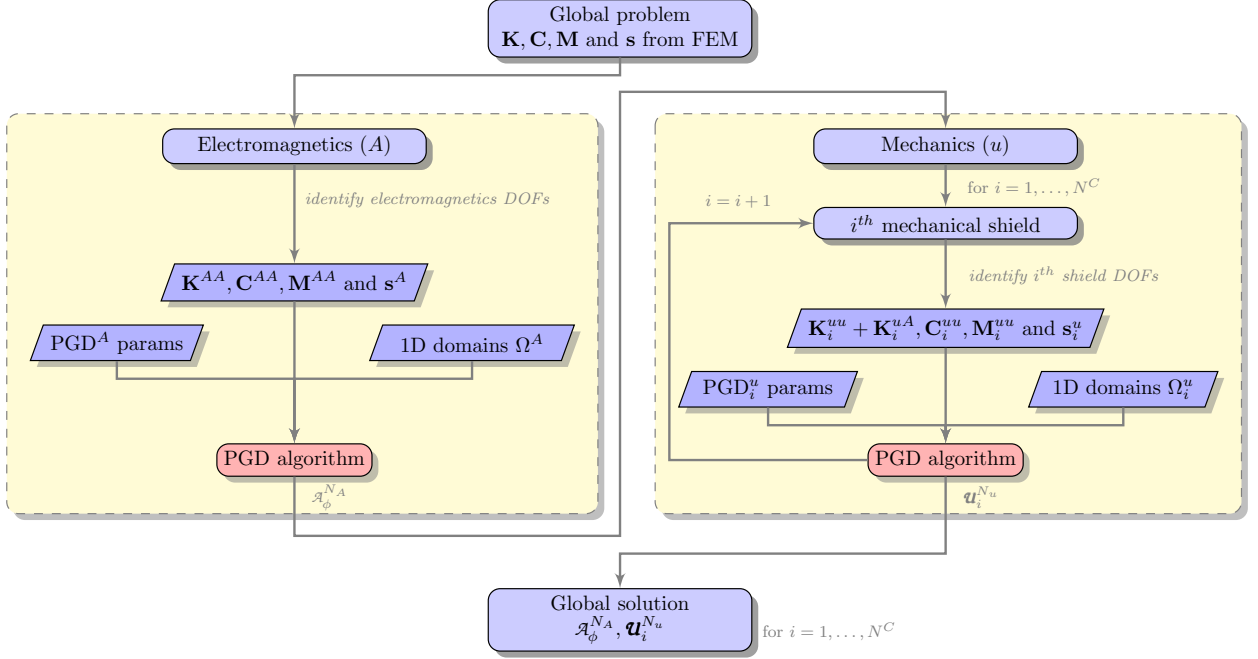 Global problem
𝐊, 𝐂, 𝐌 and 𝐬 from FEM
Electromagnetics (A)
identify electromagnetics DOFs
𝐊^{AA}, 𝐂^{AA}, 𝐌^{AA} and 𝐬^A
PGD^A params
1D domains Ω^A
PGD algorithm
𝒜_ϕ^{N_A}
Mechanics (u)
for i = 1, . . . , N^C
i = i + 1
i^{th} mechanical shield
identify i^{th} shield DOFs
𝐊_i^{uu} + 𝐊_i^{uA}, 𝐂_i^{uu}, 𝐌_i^{uu} and 𝐬_i^u
PGD_i^u params
1D domains Ω_i^u
PGD algorithm
𝓤_i^{N_u}
Global solution
𝒜_ϕ^{N_A}, 𝓤_i^{N_u}
for i = 1, . . . , N^C